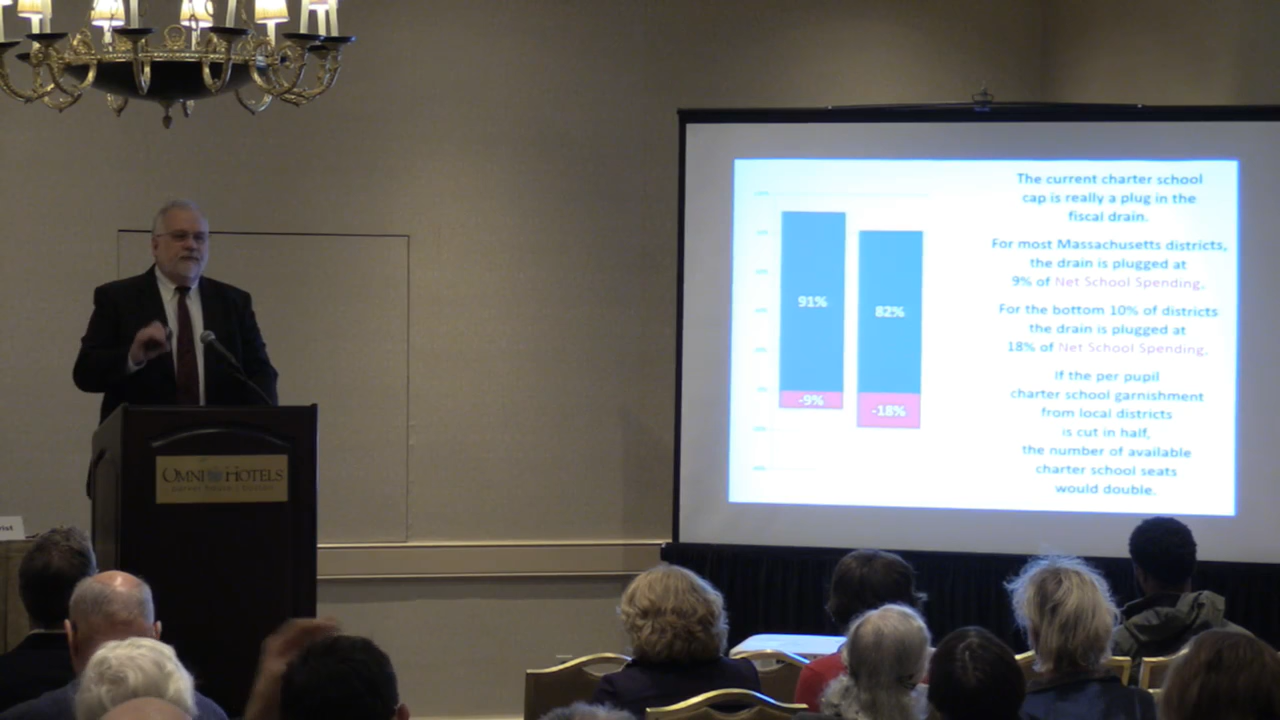 The current charter school
cap is really a plug in the
fiscal drain.
For most Massachusetts districts,
the drain is plugged at
9% of Net School Spending.
For the bottom 10% of districts
the drain is plugged at
18% of Net School Spending.
If the per pupil
charter school garnishment
from local districts
is cut in half,
the number of available
charter school seats
would double.
91%
82%
-9%
-18%
OMNI HOTELS
rist